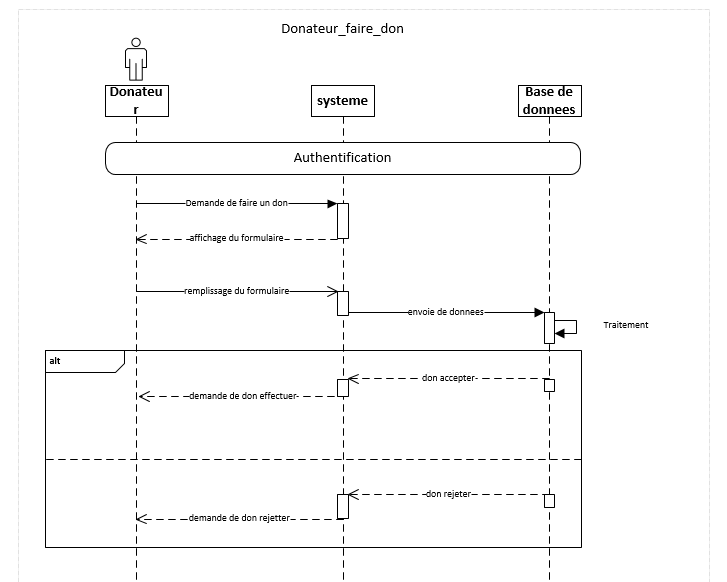 Donateur_faire_don
Donateu
r
systeme
Base de
donnees
Authentification
Demande de faire un don
affichage du formulaire
remplissage du formulaire
envoie de donnees
Traitement
alt
don accepter
demande de don effectuer
don rejeter
demande de don rejetter